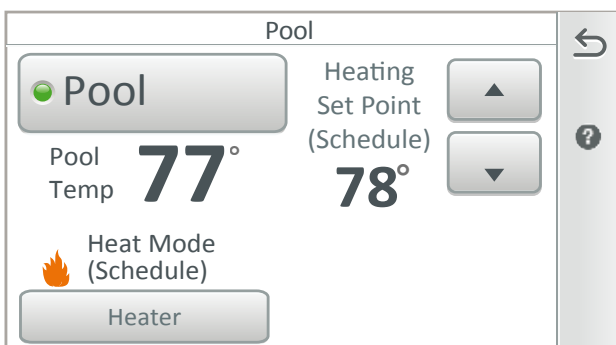 Pool
Pool
Heating
Set Point
(Schedule)
78°
Pool
Temp
77°
Heat Mode
(Schedule)
Heater
?